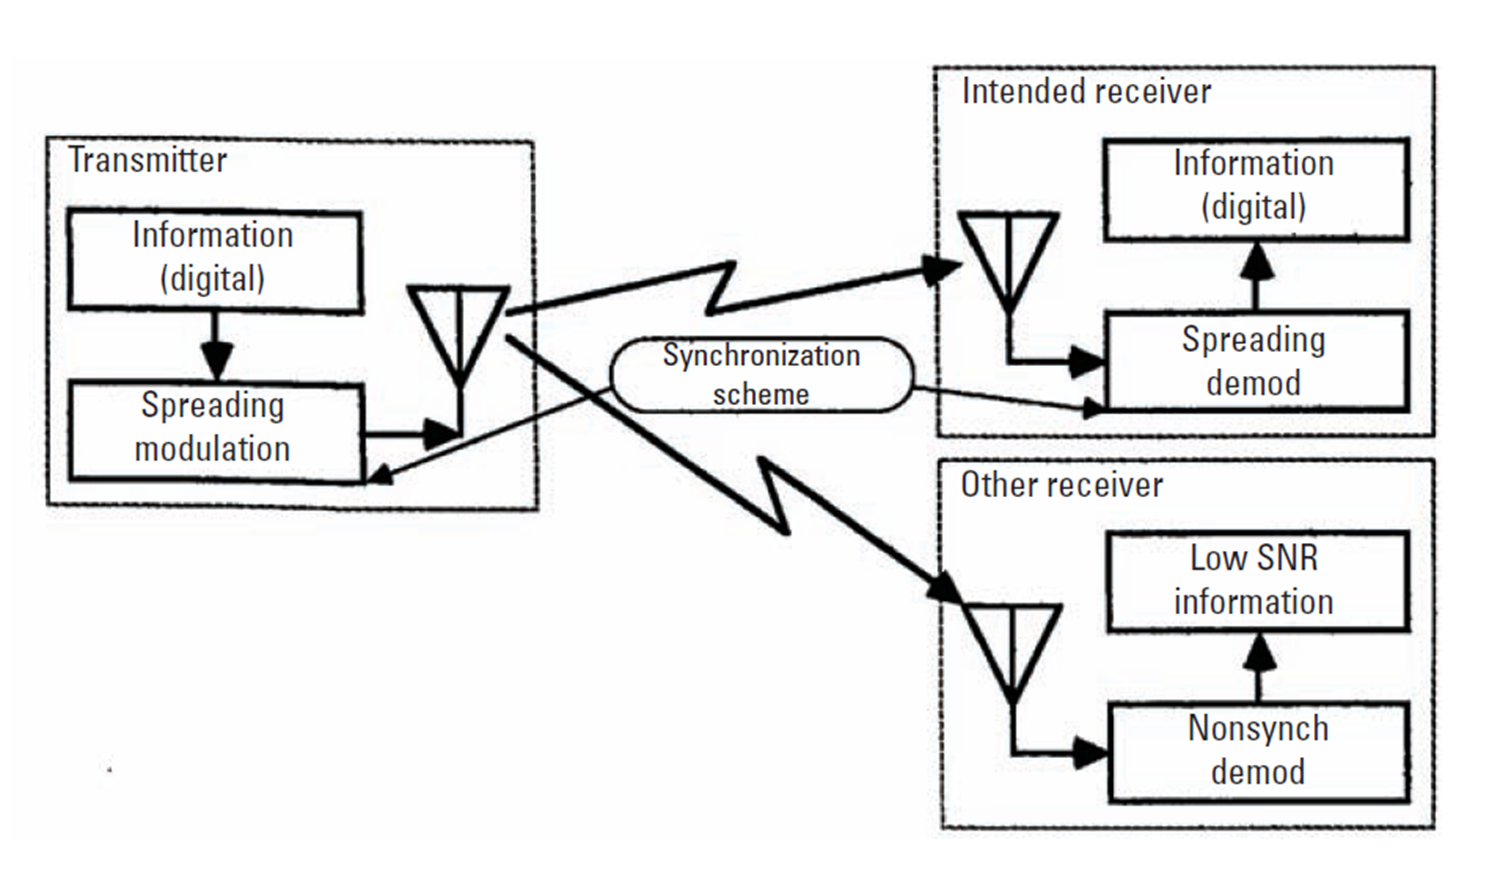 Transmitter
Information
(digital)
Spreading
modulation
Synchronization
scheme
Intended receiver
Information
(digital)
Spreading
demod
Other receiver
Low SNR
information
Nonsynch
demod